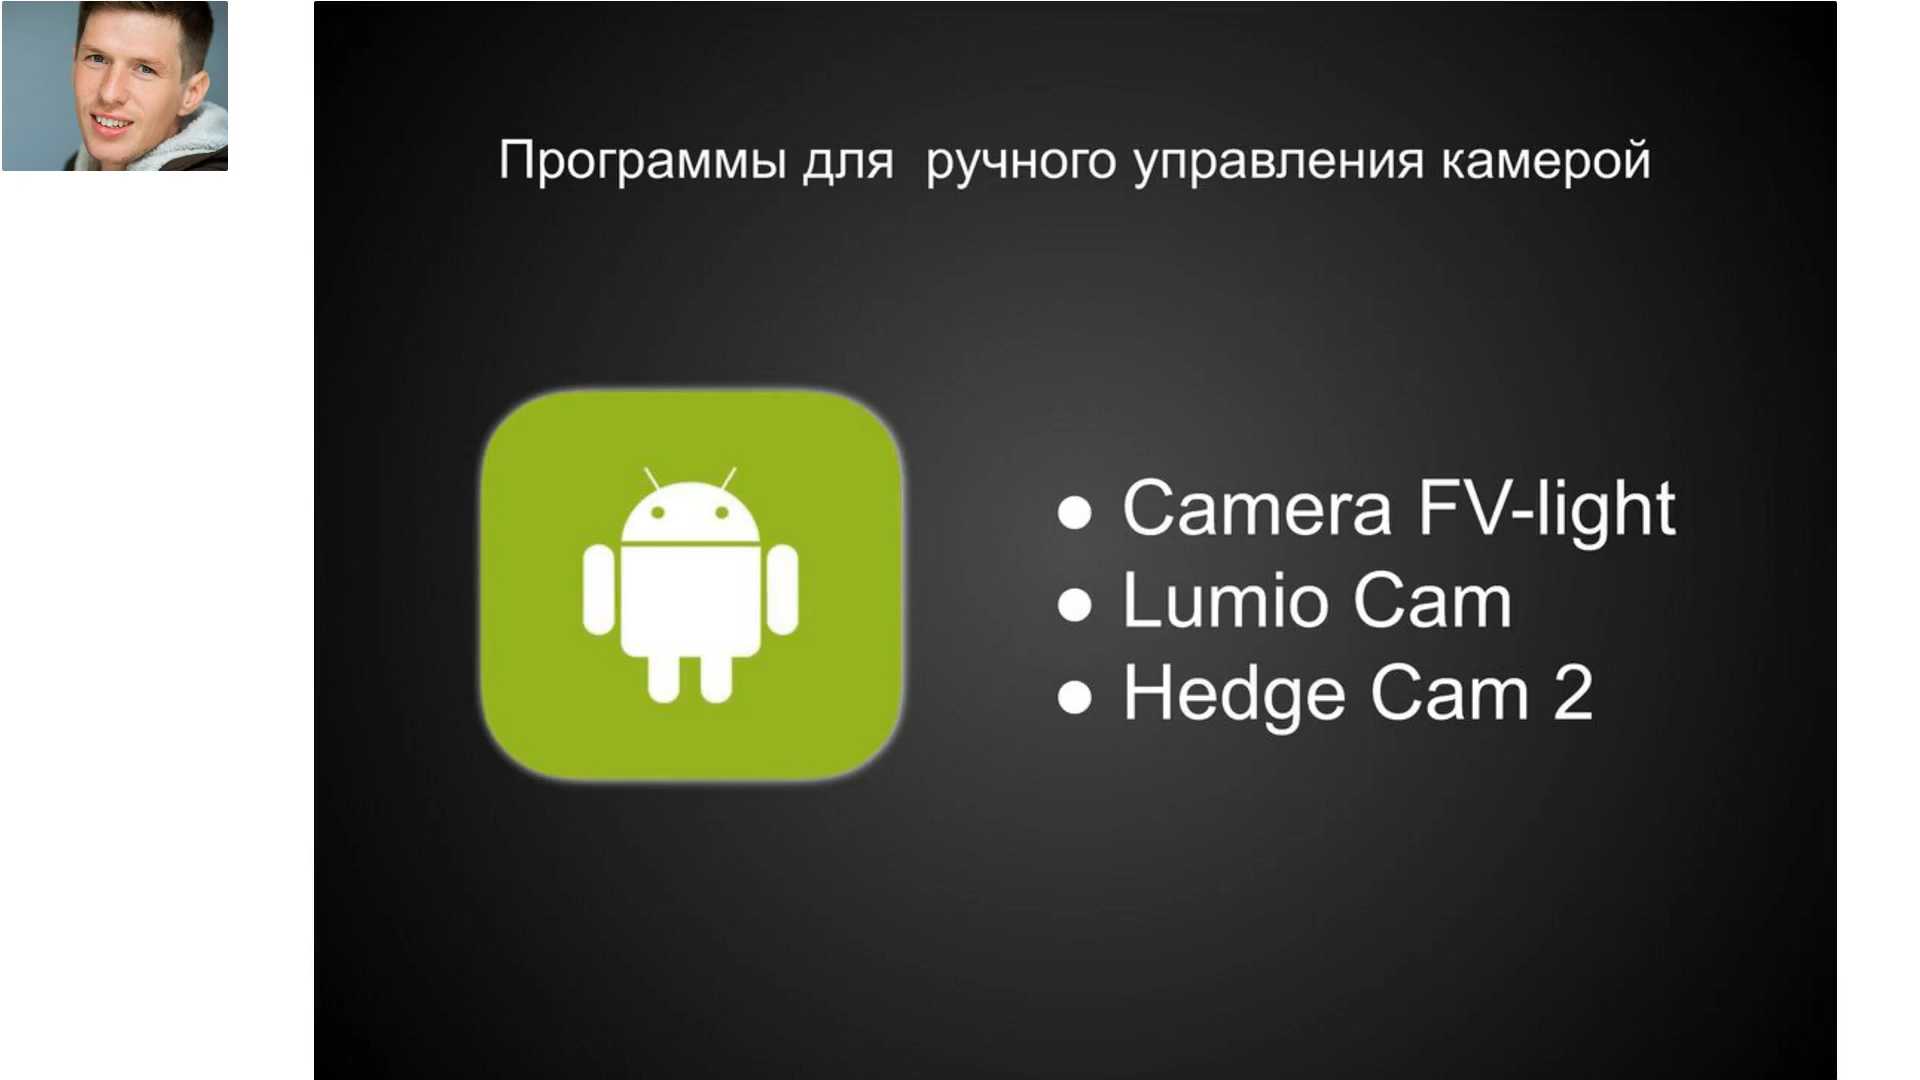 Программы для ручного управления камерой
● Camera FV-light
● Lumio Cam
● Hedge Cam 2